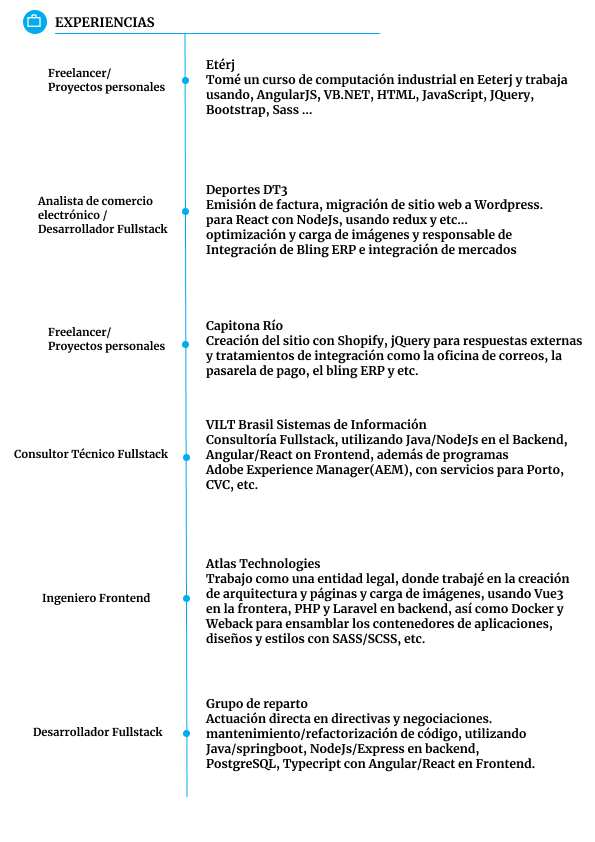 EXPERIENCIAS
Freelancer/
Proyectos personales
Etérj
Tomé un curso de computación industrial en Eeterj y trabaja
usando, AngularJS, VB.NET, HTML, JavaScript, JQuery,
Bootstrap, Sass ...
Analista de comercio
electrónico /
Desarrollador Fullstack
Deportes DT3
Emisión de factura, migración de sitio web a Wordpress.
para React con NodeJs, usando redux y etc...
optimización y carga de imágenes y responsable de
Integración de Bling ERP e integración de mercados
Freelancer/
Proyectos personales
Capitona Río
Creación del sitio con Shopify, jQuery para respuestas externas
y tratamientos de integración como la oficina de correos, la
pasarela de pago, el bling ERP y etc.
Consultor Técnico Fullstack
VILT Brasil Sistemas de Información
Consultoría Fullstack, utilizando Java/NodeJs en el Backend,
Angular/React on Frontend, además de programas
Adobe Experience Manager(AEM), con servicios para Porto,
CVC, etc.
Ingeniero Frontend
Atlas Technologies
Trabajo como una entidad legal, donde trabajé en la creación
de arquitectura y páginas y carga de imágenes, usando Vue3
en la frontera, PHP y Laravel en backend, así como Docker y
Weback para ensamblar los contenedores de aplicaciones,
diseños y estilos con SASS/SCSS, etc.
Desarrollador Fullstack
Grupo de reparto
Actuación directa en directivas y negociaciones.
mantenimiento/refactorización de código, utilizando
Java/springboot, NodeJs/Express en backend,
PostgreSQL, Typecript con Angular/React en Frontend.